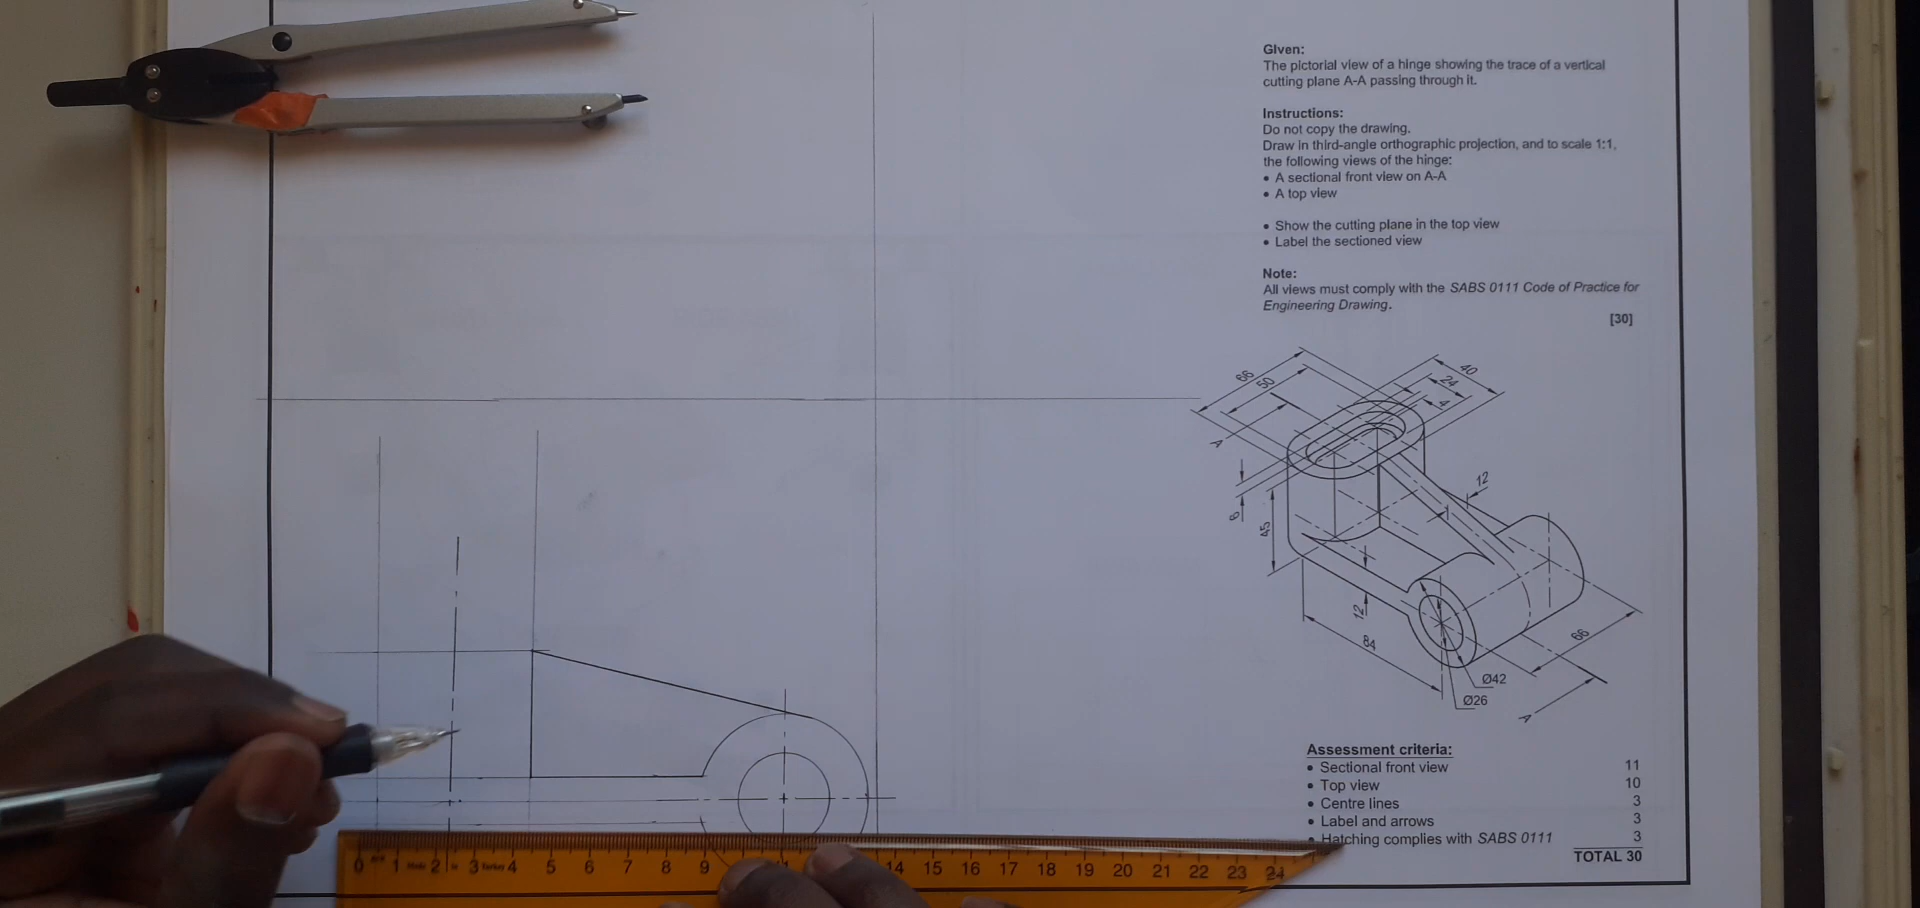 Given:
The pictorial view of a hinge showing the trace of a vertical
cutting plane A-A passing through it.
Instructions:
Do not copy the drawing.
Draw in third-angle orthographic projection, and to scale 1:1,
the following views of the hinge:
• A sectional front view on A-A
• A top view
• Show the cutting plane in the top view
• Label the sectioned view
Note:
All views must comply with the SABS 0111 Code of Practice for
Engineering Drawing.
[30]
66
50
40
24
4
A
12
45
12
84
66
Ø42
Ø26
A
Assessment criteria:
• Sectional front view 11
• Top view 10
• Centre lines 3
• Label and arrows 3
• Hatching complies with SABS 0111 3
TOTAL 30
0 1 2 3 4 5 6 7 8 9 14 15 16 17 18 19 20 21 22 23 24